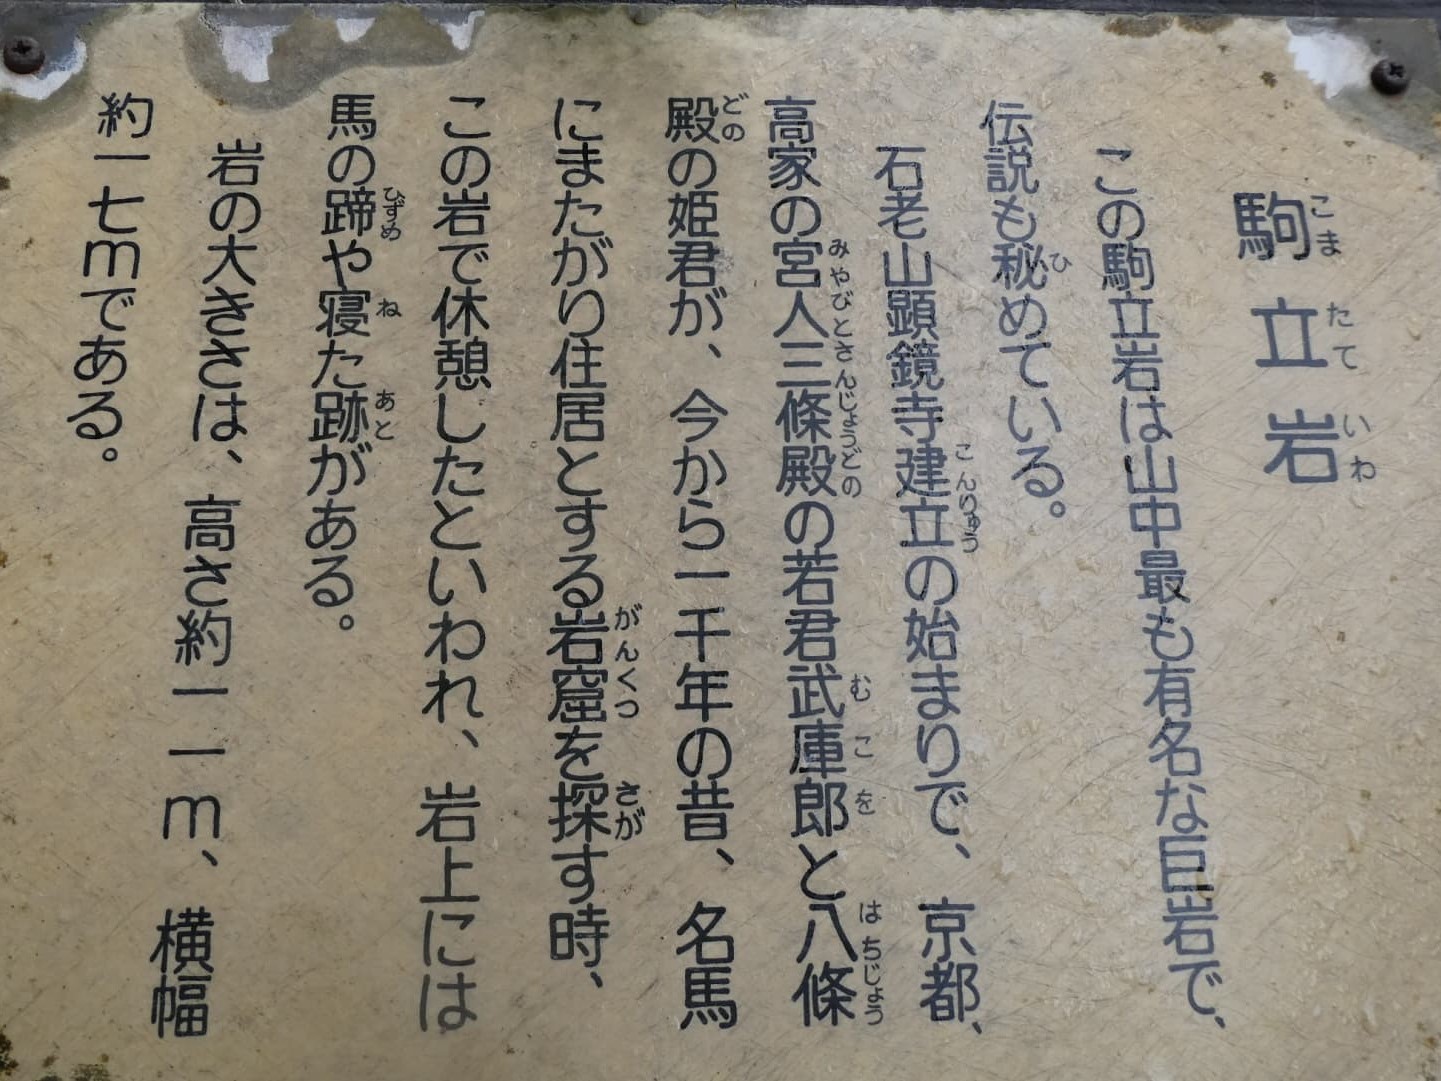 駒立岩
この駒立岩は山中最も有名な巨岩で、
伝説も秘めている。
石老山顕鏡寺建立の始まりで、京都、
高家の宮人三條殿の若君武庫郎と八條
殿の姫君が、今から一千年の昔、名馬
にまたがり住居とする岩窟を探す時、
この岩で休憩したといわれ、岩上には
馬の蹄や寝た跡がある。
岩の大きさは、高さ約一一m、横幅
約一七mである。